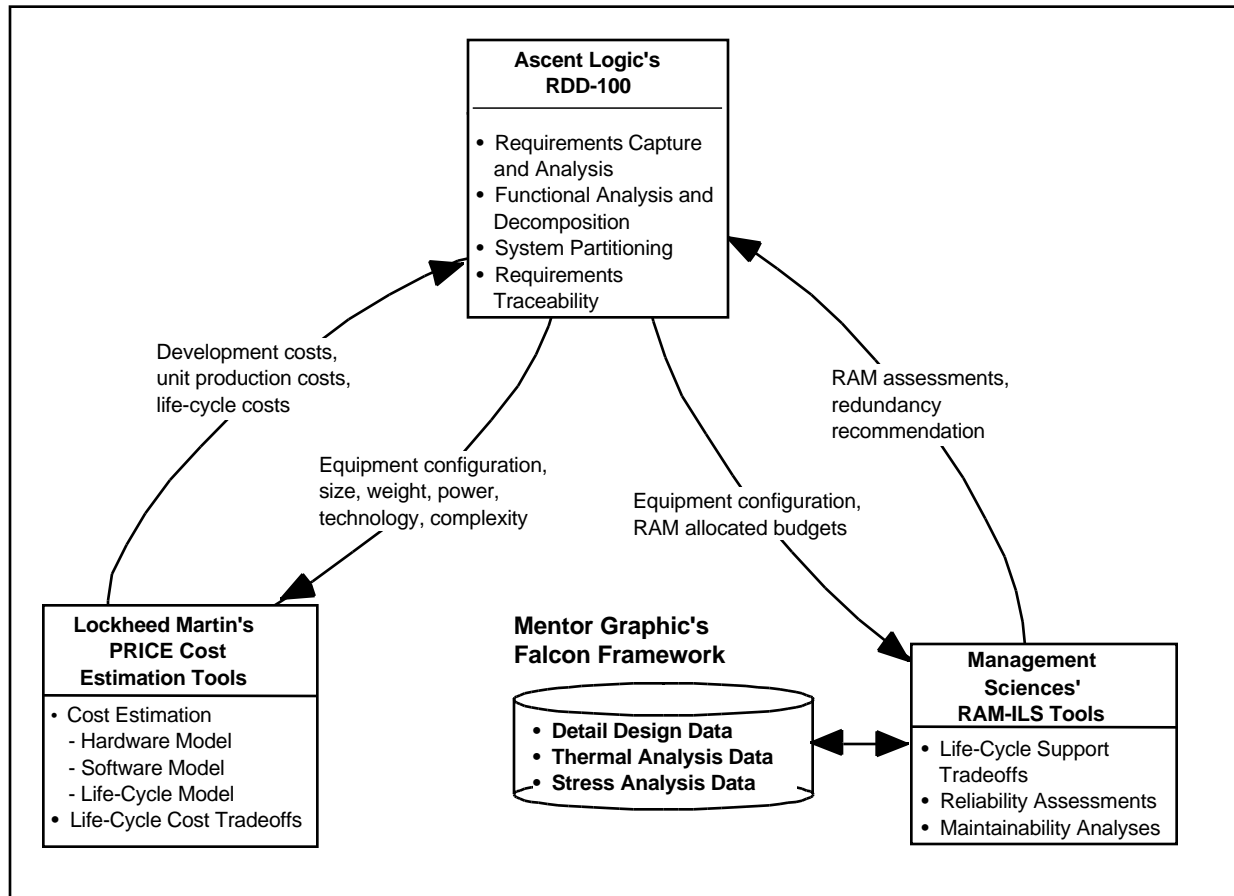 Ascent Logic's
RDD-100
• Requirements Capture
and Analysis
• Functional Analysis and
Decomposition
• System Partitioning
• Requirements
Traceability
Development costs,
unit production costs,
life-cycle costs
Equipment configuration,
size, weight, power,
technology, complexity
RAM assessments,
redundancy
recommendation
Equipment configuration,
RAM allocated budgets
Lockheed Martin's
PRICE Cost
Estimation Tools
• Cost Estimation
- Hardware Model
- Software Model
- Life-Cycle Model
• Life-Cycle Cost Tradeoffs
Mentor Graphic's
Falcon Framework
• Detail Design Data
• Thermal Analysis Data
• Stress Analysis Data
Management
Sciences'
RAM-ILS Tools
• Life-Cycle Support
Tradeoffs
• Reliability Assessments
• Maintainability Analyses